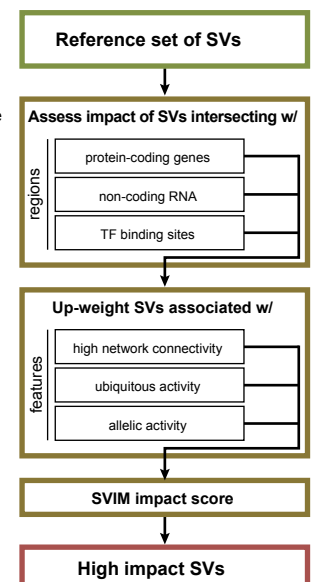 Reference set of SVs
e
Assess impact of SVs intersecting w/
regions
protein-coding genes
non-coding RNA
TF binding sites
Up-weight SVs associated w/
features
high network connectivity
ubiquitous activity
allelic activity
SVIM impact score
High impact SVs